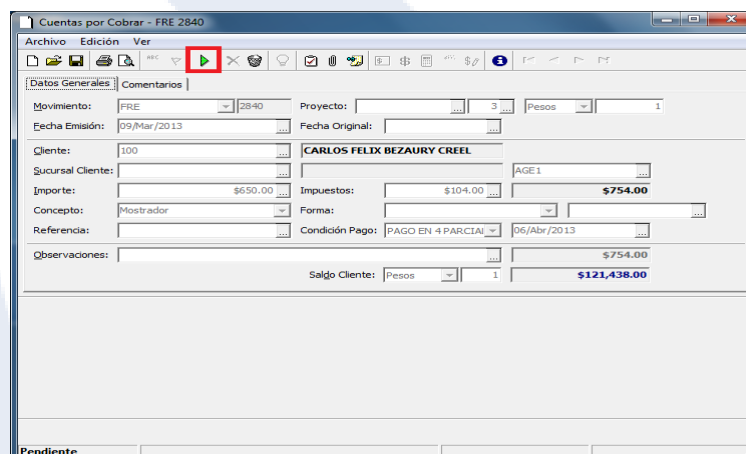 Cuentas por Cobrar - FRE 2840
Archivo Edición Ver
Datos Generales Comentarios
Movimiento: FRE 2840 Proyecto: ... 3 ... Pesos 1
Fecha Emisión: 09/Mar/2013 ... Fecha Original: ...
Cliente: 100 ... CARLOS FELIX BEZAURY CREEL
Sucursal Cliente: ... AGE1 ...
Importe: $650.00 ... Impuestos: $104.00 ... $754.00
Concepto: Mostrador Forma: ...
Referencia: ... Condición Pago: PAGO EN 4 PARCIAL 06/Abr/2013 ...
Observaciones: ... $754.00
Saldo Cliente: Pesos 1 $121,438.00
Pendiente